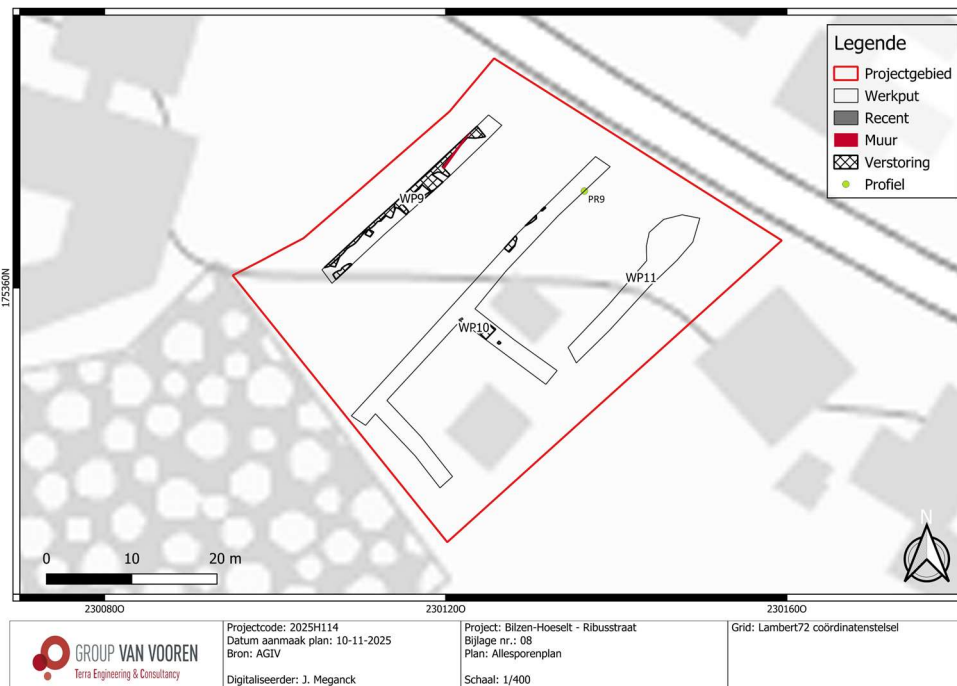 Legende
Projectgebied
Werkput
Recent
Muur
Verstoring
Profiel
WP9
PR9
WP11
WP10
175360N
0 10 20 m
N
230080O
230120O
230160O
GROUP VAN VOOREN
Terra Engineering & Consultancy
Projectcode: 2025H114
Datum aanmaak plan: 10-11-2025
Bron: AGIV
Digitaliseerder: J. Meganck
Project: Bilzen-Hoeselt - Ribusstraat
Bijlage nr.: 08
Plan: Allesporenplan
Schaal: 1/400
Grid: Lambert72 coördinatenstelsel